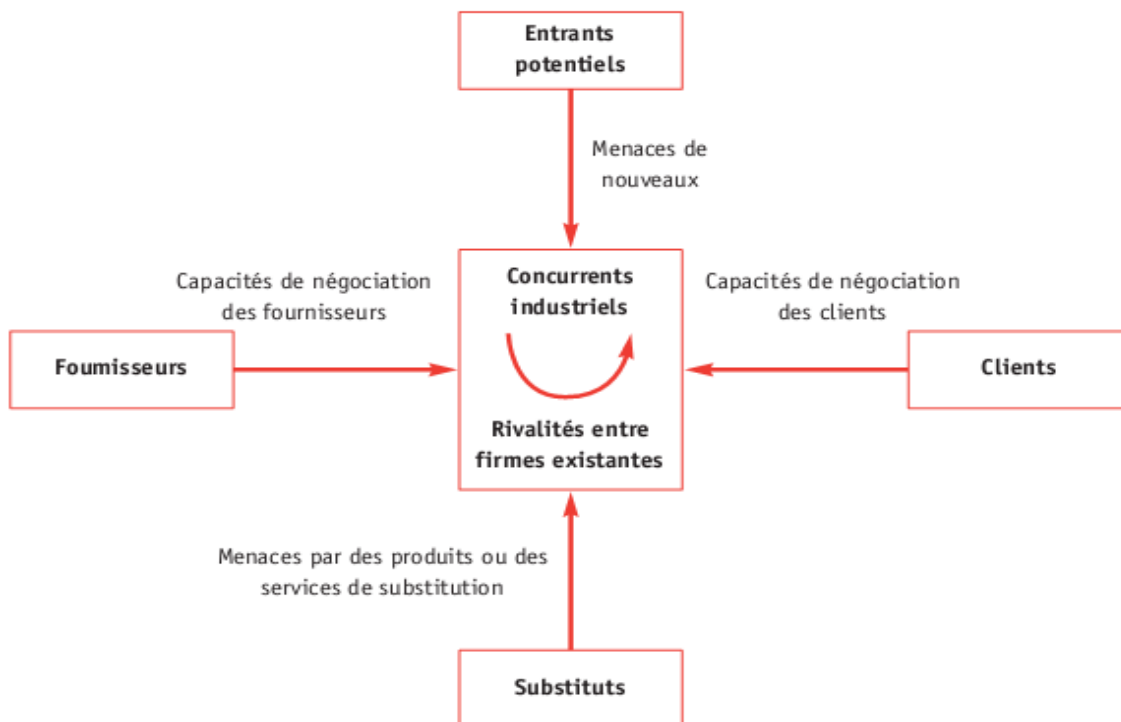 Entrants
potentiels
Menaces de
nouveaux
Capacités de négociation
des fournisseurs
Concurrents
industriels
Capacités de négociation
des clients
Foumisseurs
Clients
Rivalités entre
firmes existantes
Menaces par des produits ou des
services de substitution
Substituts